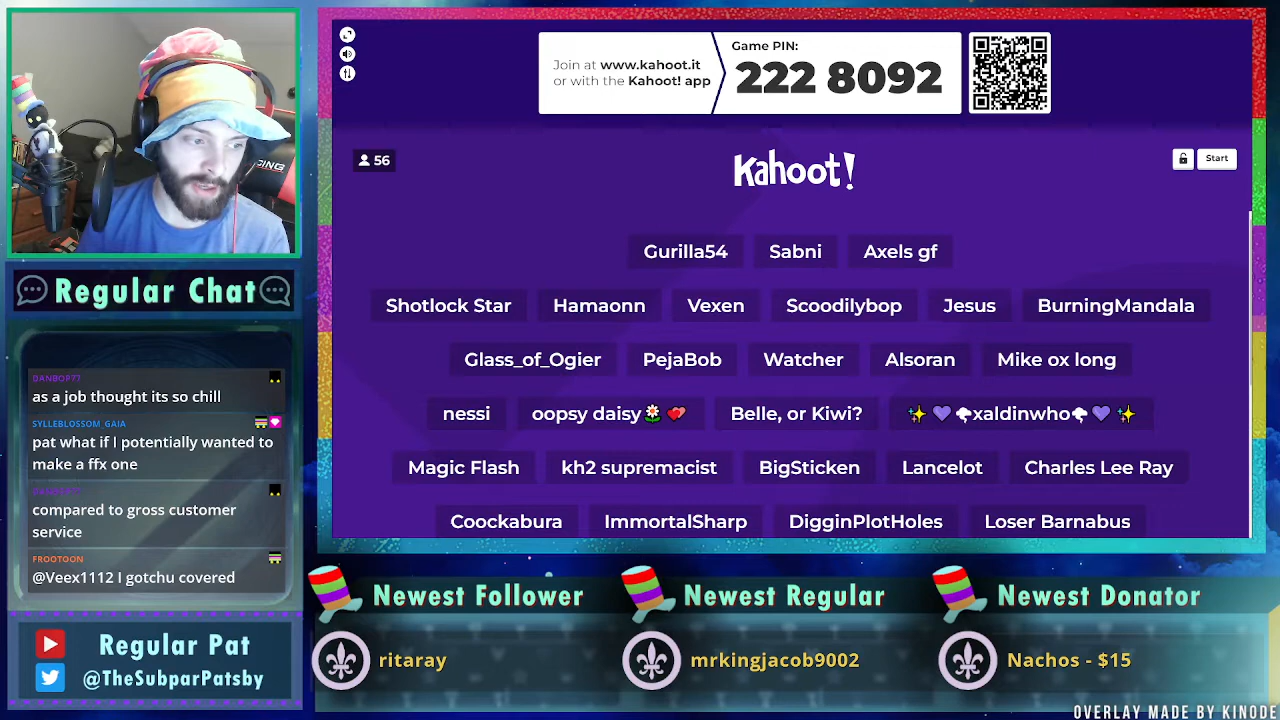 Join at www.kahoot.it
or with the Kahoot! app
Game PIN:
222 8092
56
Kahoot!
Start
Gurilla54 Sabni Axels gf
Shotlock Star Hamaonn Vexen Scoodilybop Jesus BurningMandala
Glass_of_Ogier PejaBob Watcher Alsoran Mike ox long
nessi oopsy daisy🌼💕 Belle, or Kiwi? ✨💜🌪xaldinwho🌪💜✨
Magic Flash kh2 supremacist BigSticken Lancelot Charles Lee Ray
Coockabura ImmortalSharp DigginPlotHoles Loser Barnabus
Regular Chat
DANBOP77
as a job thought its so chill
SYLLEBLOSSOM_GAIA
pat what if I potentially wanted to
make a ffx one
compared to gross customer
service
FROOTOON
@Veex1112 I gotchu covered
Regular Pat
@TheSubparPatsby
Newest Follower
ritaray
Newest Regular
mrkingjacob9002
Newest Donator
Nachos - $15
OVERLAY MADE BY KINODE